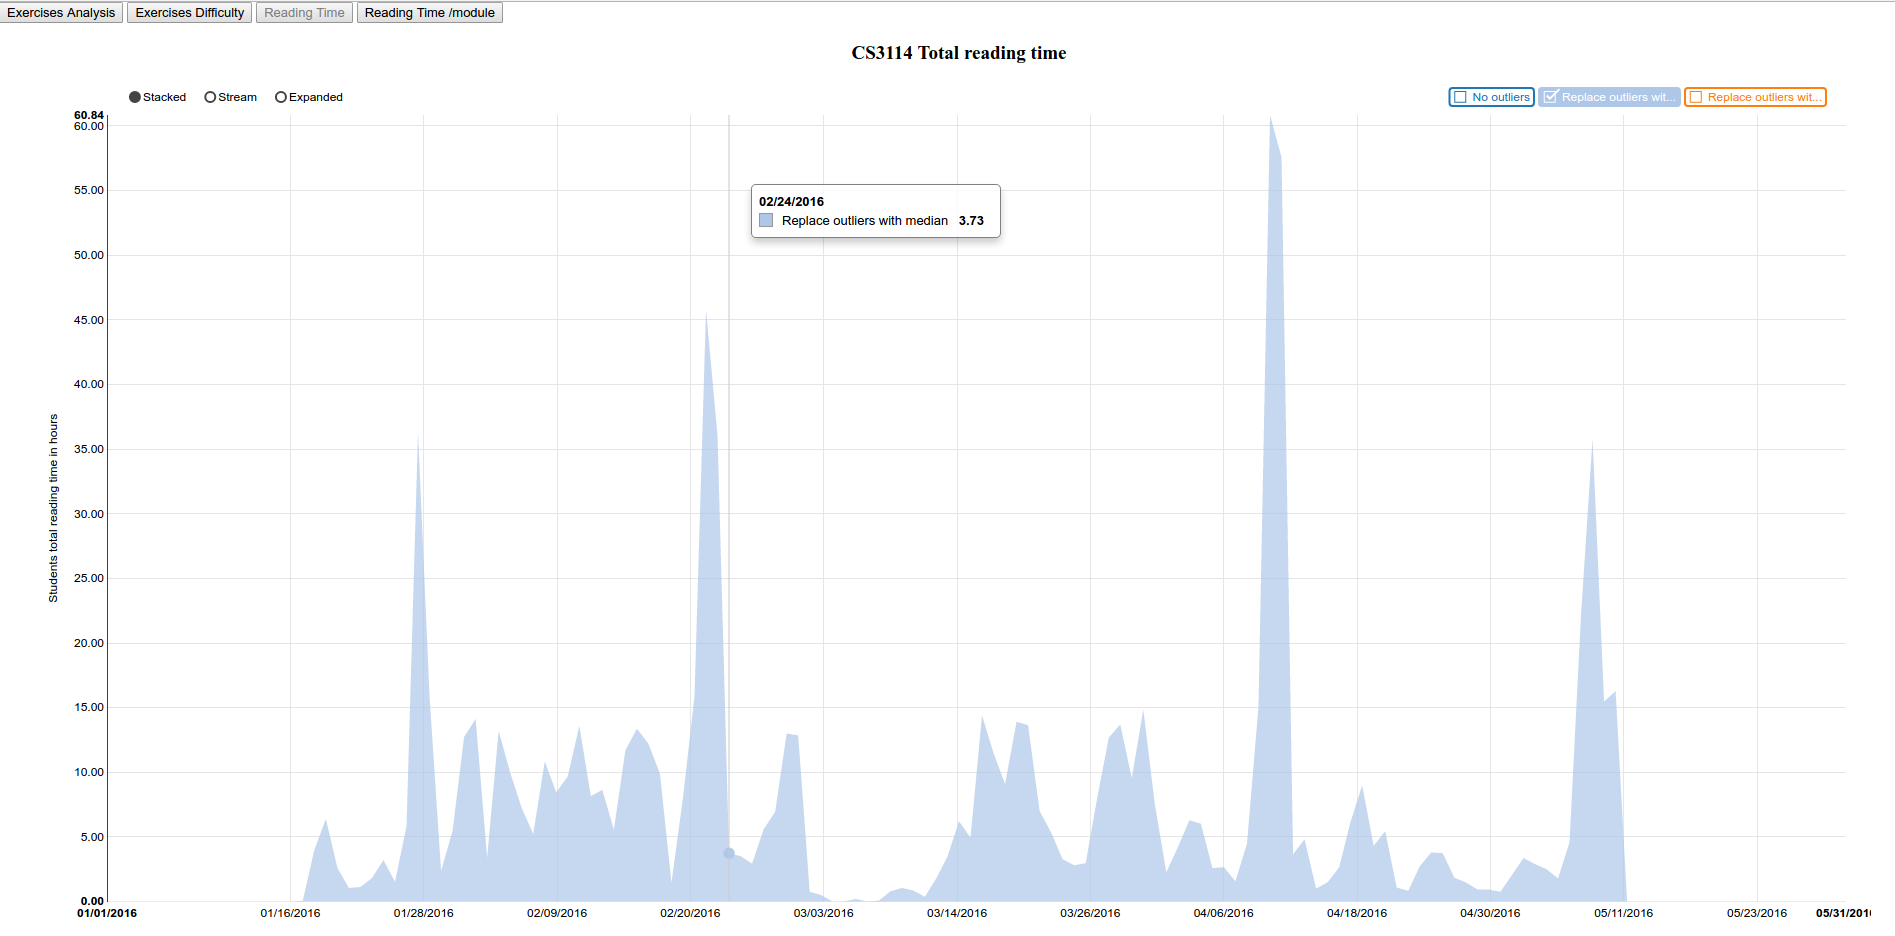 Exercises Analysis Exercises Difficulty Reading Time Reading Time /module
CS3114 Total reading time
Stacked Stream Expanded
No outliers Replace outliers wit... Replace outliers wit...
60.84
60.00
55.00
50.00
45.00
40.00
35.00
30.00
25.00
20.00
15.00
10.00
5.00
0.00
Students total reading time in hours
02/24/2016
Replace outliers with median 3.73
01/01/2016 01/16/2016 01/28/2016 02/09/2016 02/20/2016 03/03/2016 03/14/2016 03/26/2016 04/06/2016 04/18/2016 04/30/2016 05/11/2016 05/23/2016 05/31/201